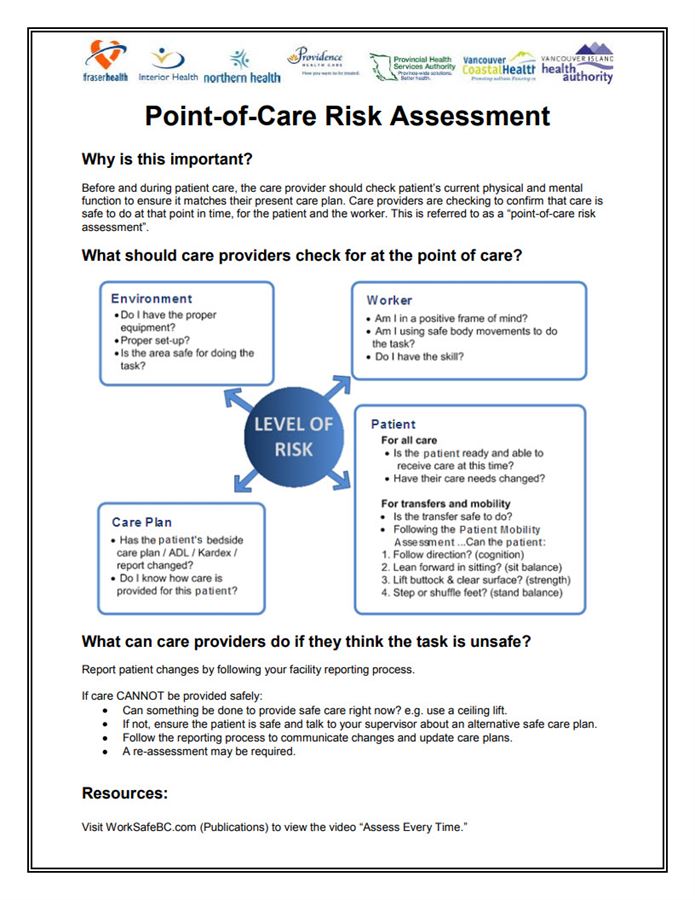 fraserhealth
Interior Health
northern health
Providence
HEALTH CARE
How you want to be treated.
Provincial Health
Services Authority
Province-wide solutions.
Better health.
Vancouver
CoastalHealth
VANCOUVER ISLAND
health
authority
Point-of-Care Risk Assessment
Why is this important?
Before and during patient care, the care provider should check patient's current physical and mental
function to ensure it matches their present care plan. Care providers are checking to confirm that care is
safe to do at that point in time, for the patient and the worker. This is referred to as a “point-of-care risk
assessment”.
What should care providers check for at the point of care?
Environment
• Do I have the proper
equipment?
• Proper set-up?
• Is the area safe for doing the
task?
Worker
• Am I in a positive frame of mind?
• Am I using safe body movements to do
the task?
• Do I have the skill?
LEVEL OF
RISK
Patient
For all care
• Is the patient ready and able to
receive care at this time?
• Have their care needs changed?
For transfers and mobility
• Is the transfer safe to do?
• Following the Patient Mobility
Assessment ...Can the patient:
1. Follow direction? (cognition)
2. Lean forward in sitting? (sit balance)
3. Lift buttock & clear surface? (strength)
4. Step or shuffle feet? (stand balance)
Care Plan
• Has the patient's bedside
care plan / ADL / Kardex /
report changed?
• Do I know how care is
provided for this patient?
What can care providers do if they think the task is unsafe?
Report patient changes by following your facility reporting process.
If care CANNOT be provided safely:
• Can something be done to provide safe care right now? e.g. use a ceiling lift.
• If not, ensure the patient is safe and talk to your supervisor about an alternative safe care plan.
• Follow the reporting process to communicate changes and update care plans.
• A re-assessment may be required.
Resources:
Visit WorkSafeBC.com (Publications) to view the video “Assess Every Time.”